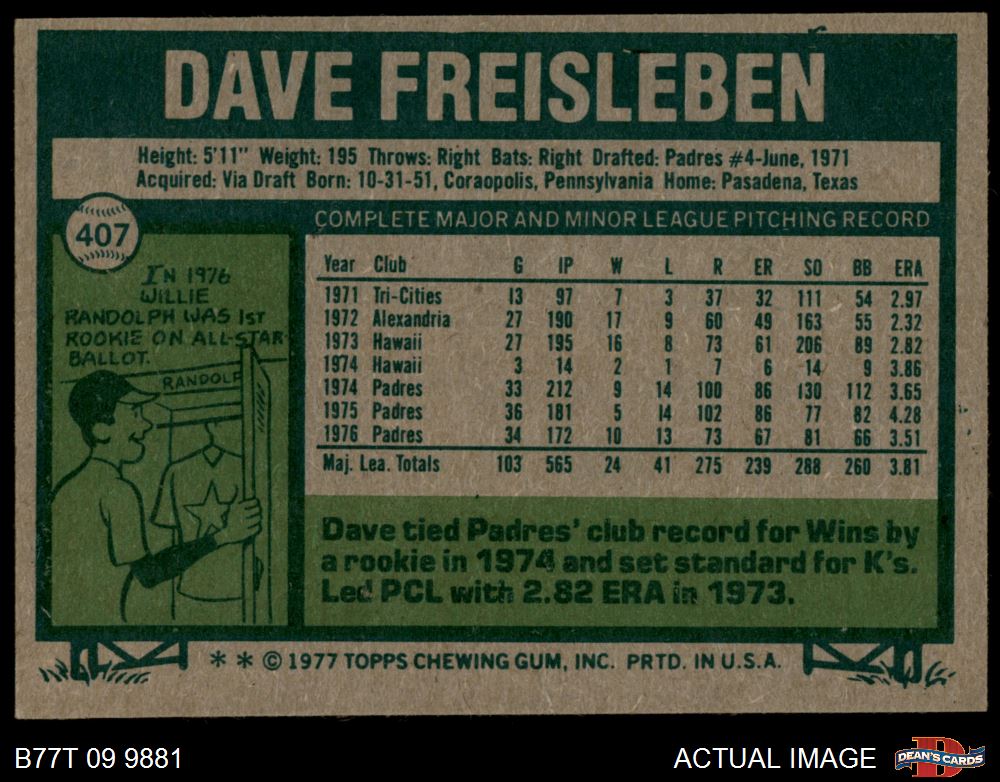 DAVE FREISLEBEN
Height: 5'11" Weight: 195 Throws: Right Bats: Right Drafted: Padres #4-June, 1971
Acquired: Via Draft Born: 10-31-51, Coraopolis, Pennsylvania Home: Pasadena, Texas
407
IN 1976
WILLIE
RANDOLPH WAS 1ST
ROOKIE ON ALL-STAR
BALLOT.
RANDOLF
COMPLETE MAJOR AND MINOR LEAGUE PITCHING RECORD
Year Club G IP W L R ER SO BB ERA
1971 Tri-Cities 13 97 7 3 37 32 111 54 2.97
1972 Alexandria 27 190 17 9 60 49 163 55 2.32
1973 Hawaii 27 195 16 8 73 61 206 89 2.82
1974 Hawaii 3 14 2 1 7 6 14 9 3.86
1974 Padres 33 212 9 14 100 86 130 112 3.65
1975 Padres 36 181 5 14 102 86 77 82 4.28
1976 Padres 34 172 10 13 73 67 81 66 3.51
Maj. Lea. Totals 103 565 24 41 275 239 288 260 3.81
Dave tied Padres' club record for Wins by
a rookie in 1974 and set standard for K's.
Led PCL with 2.82 ERA in 1973.
* * © 1977 TOPPS CHEWING GUM, INC. PRTD. IN U.S.A.
B77T 09 9881
ACTUAL IMAGE
D
DEAN'S CARDS